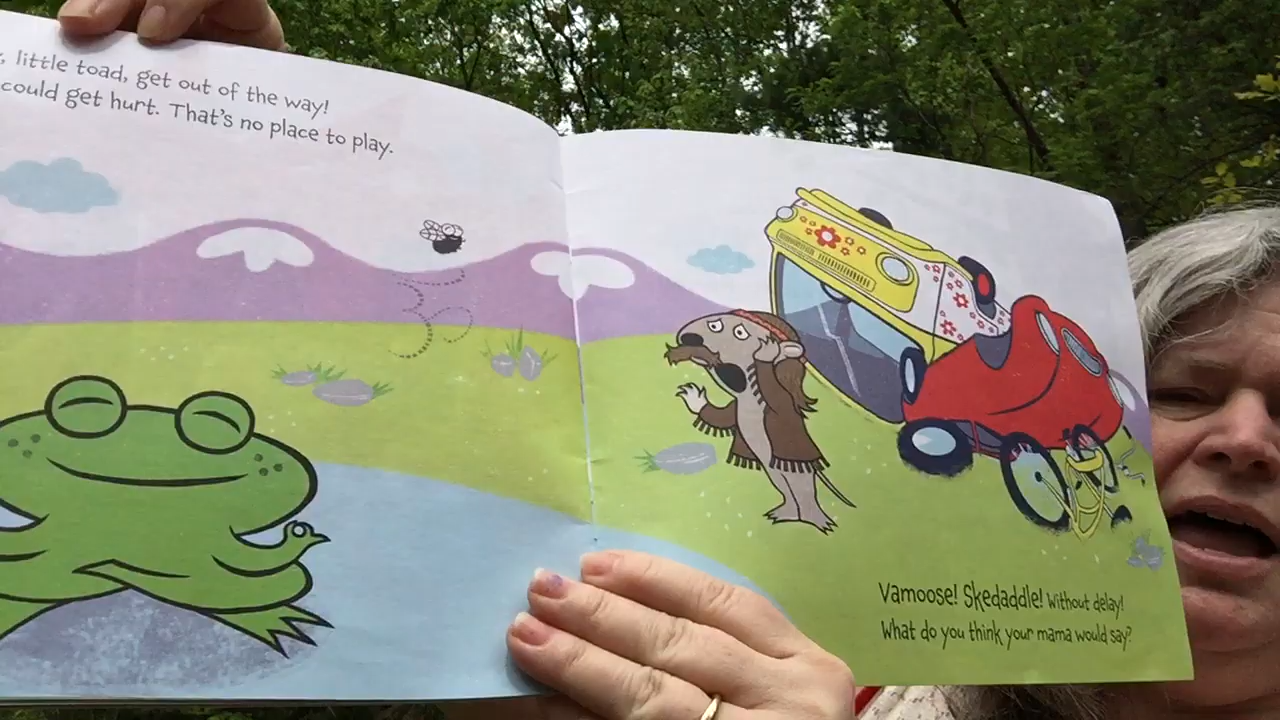 little toad, get out of the way!
could get hurt. That's no place to play.
Vamoose! Skedaddle! Without delay!
What do you think your mama would say?